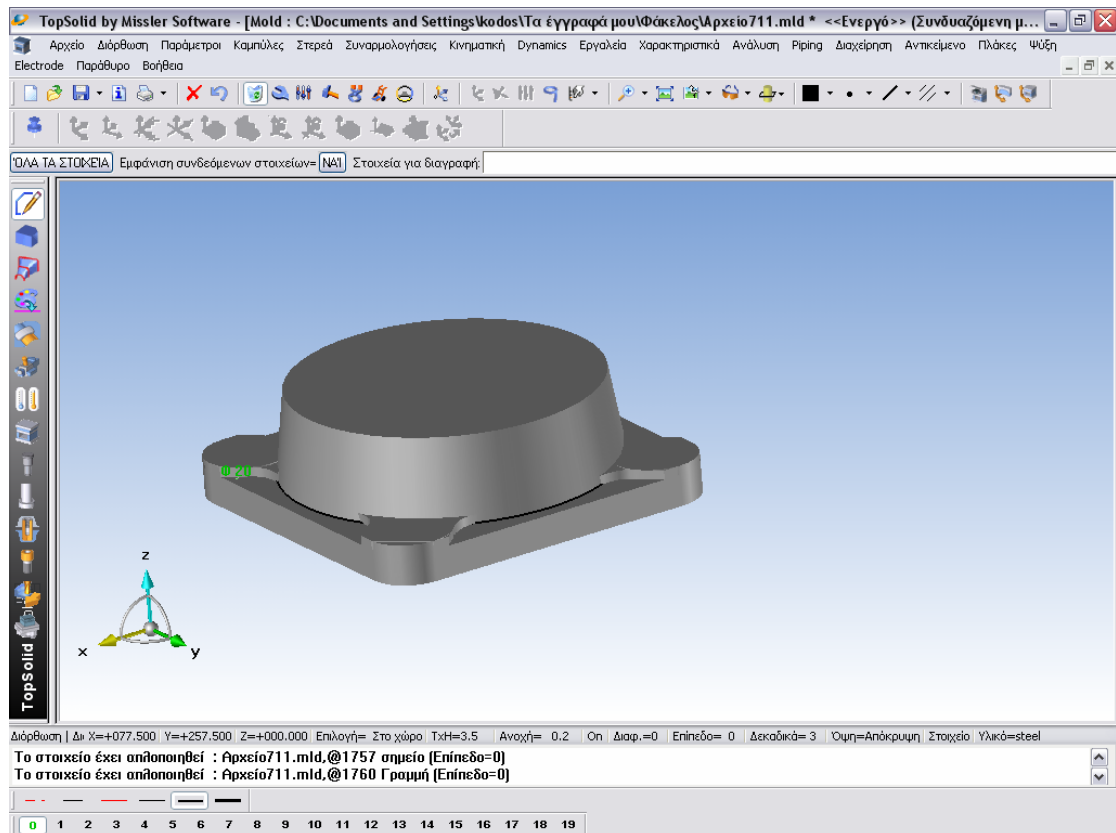 TopSolid by Missler Software - [Mold : C:\Documents and Settings\kodos\Τα έγγραφά μου\Φάκελος\Αρχείο711.mld * <<Ενεργό>> (Συνδυαζόμενη μ...
Αρχείο Διόρθωση Παράμετροι Καμπύλες Στερεά Συναρμολογήσεις Κινηματική Dynamics Εργαλεία Χαρακτηριστικά Ανάλυση Piping Διαχείρηση Αντικείμενο Πλάκες Ψύξη
Electrode Παράθυρο Βοήθεια
ΌΛΑ ΤΑ ΣΤΟΙΧΕΙΑ Εμφάνιση συνδεόμενων στοιχείων= ΝΑΊ Στοιχεία για διαγραφή:
0,20
z
x
y
TopSolid
Διόρθωση | Δι X=+077.500 Y=+257.500 Z=+000.000 Επιλογή= Στο χώρο TxH=3.5 Ανοχή= 0.2 On Διαφ.=0 Επίπεδο= 0 Δεκαδικά= 3 Όψη=Απόκρυψη Στοιχείο Υλικό=steel
Το στοιχείο έχει απλοποιηθεί : Αρχείο711.mld,@1757 σημείο (Επίπεδο=0)
Το στοιχείο έχει απλοποιηθεί : Αρχείο711.mld,@1760 Γραμμή (Επίπεδο=0)
0 1 2 3 4 5 6 7 8 9 10 11 12 13 14 15 16 17 18 19